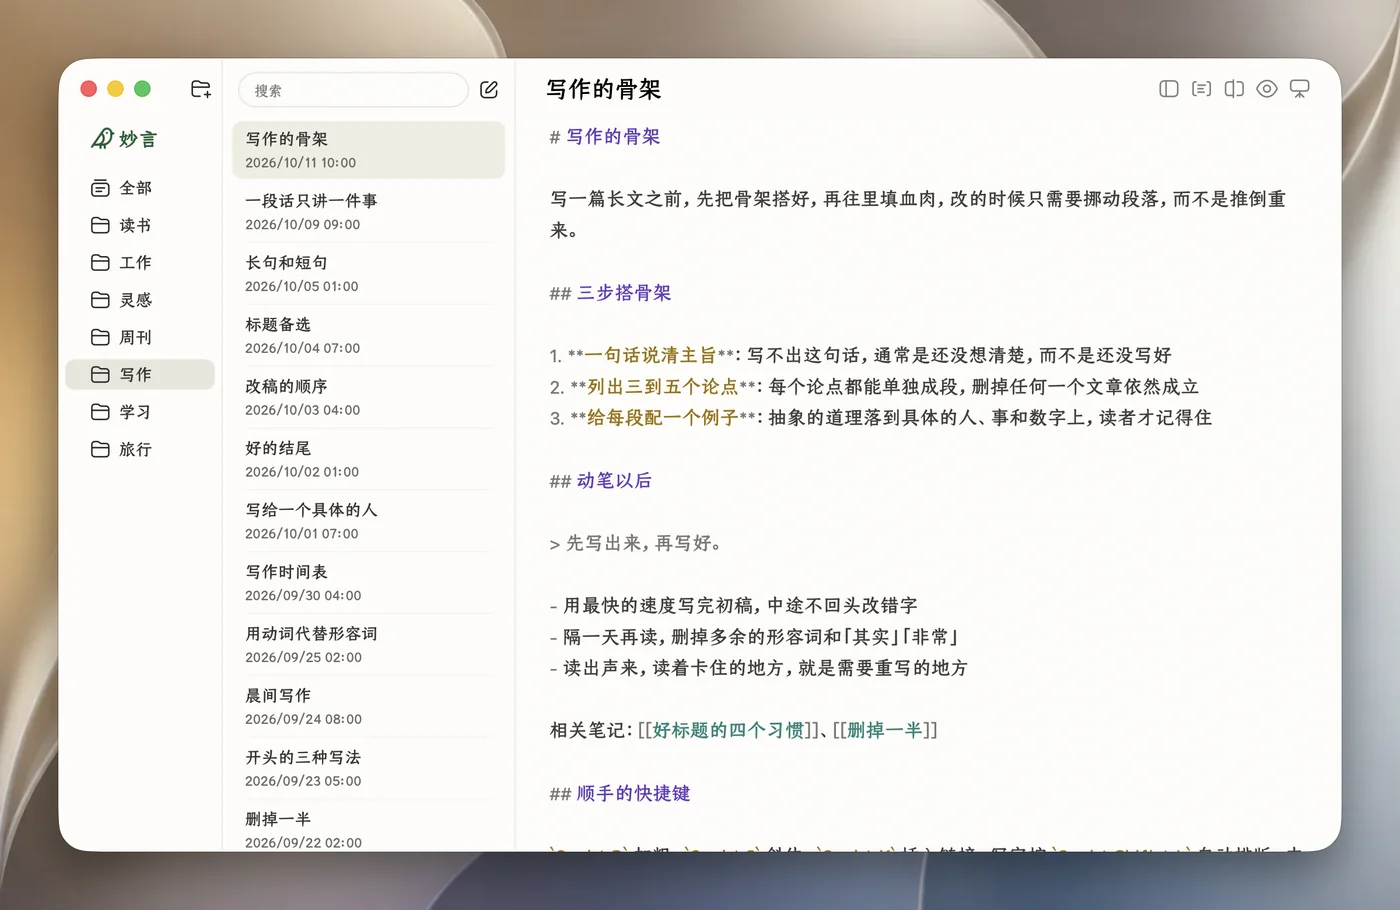 妙言
全部
读书
工作
灵感
周刊
写作
学习
旅行
搜索
写作的骨架
2026/10/11 10:00
一段话只讲一件事
2026/10/09 09:00
长句和短句
2026/10/05 01:00
标题备选
2026/10/04 07:00
改稿的顺序
2026/10/03 04:00
好的结尾
2026/10/02 01:00
写给一个具体的人
2026/10/01 07:00
写作时间表
2026/09/30 04:00
用动词代替形容词
2026/09/25 02:00
晨间写作
2026/09/24 08:00
开头的三种写法
2026/09/23 05:00
删掉一半
2026/09/22 02:00
写作的骨架
# 写作的骨架
写一篇长文之前，先把骨架搭好，再往里填血肉，改的时候只需要挪动段落，而不是推倒重
来。
## 三步搭骨架
1. **一句话说清主旨**：写不出这句话，通常是还没想清楚，而不是还没写好
2. **列出三到五个论点**：每个论点都能单独成段，删掉任何一个文章依然成立
3. **给每段配一个例子**：抽象的道理落到具体的人、事和数字上，读者才记得住
## 动笔以后
> 先写出来，再写好。
- 用最快的速度写完初稿，中途不回头改错字
- 隔一天再读，删掉多余的形容词和「其实」「非常」
- 读出声来，读着卡住的地方，就是需要重写的地方
相关笔记：[[好标题的四个习惯]]、[[删掉一半]]
## 顺手的快捷键